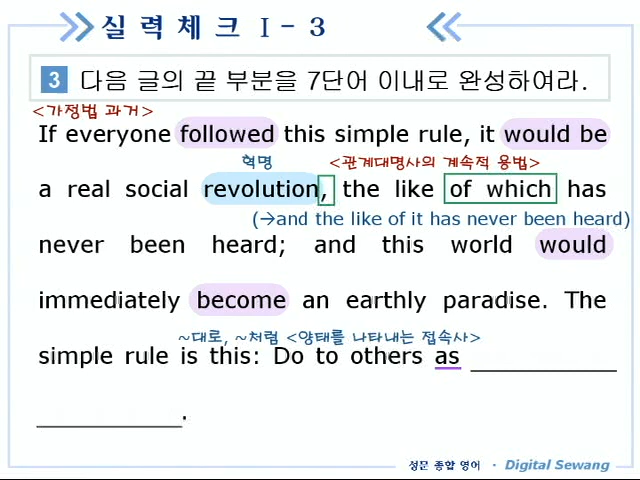 실 력 체 크 I - 3
3 다음 글의 끝 부분을 7단어 이내로 완성하여라.
<가정법 과거>
If everyone followed this simple rule, it would be
혁명 <관계대명사의 계속적 용법>
a real social revolution, the like of which has
(→and the like of it has never been heard)
never been heard; and this world would
immediately become an earthly paradise. The
~대로, ~처럼 <양태를 나타내는 접속사>
simple rule is this: Do to others as ____________
____________.
정문 종합 영어 · Digital Sewang